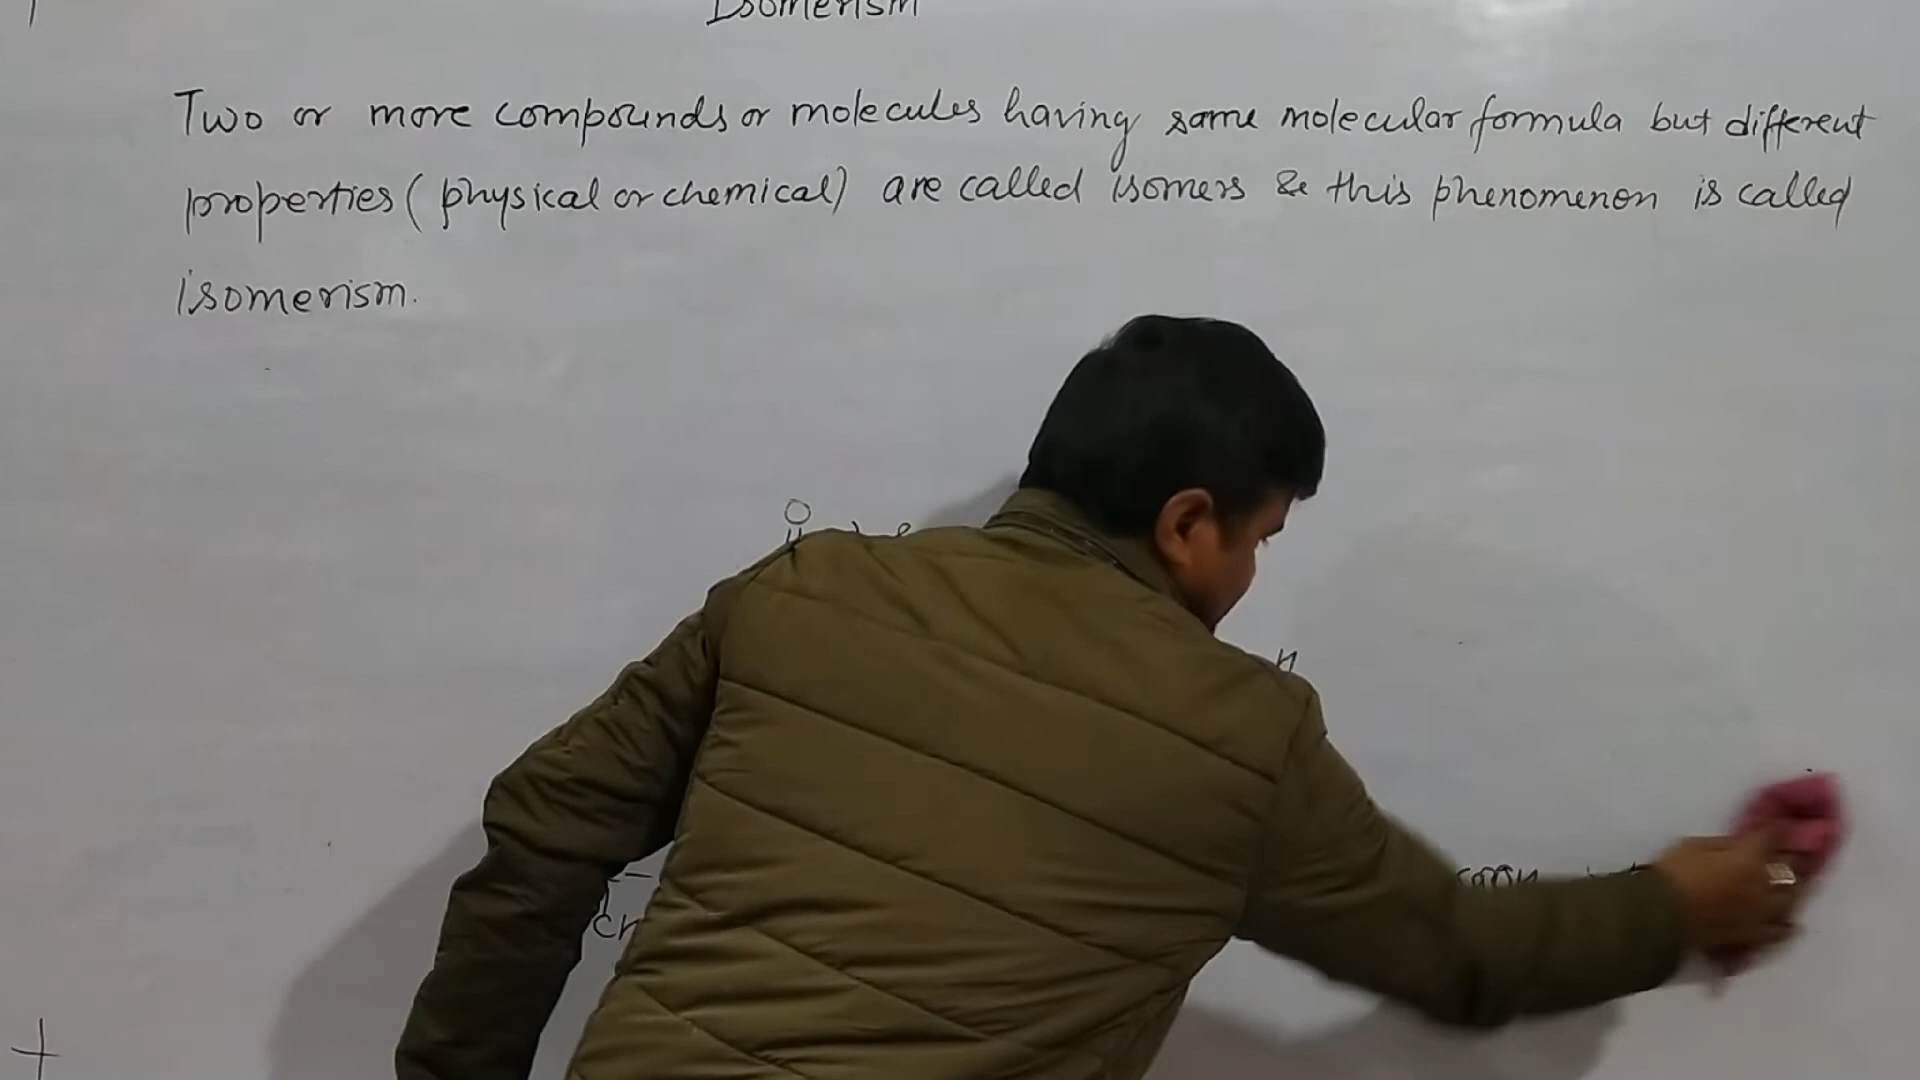 Isomerism
Two or more compounds or molecules having same molecular formula but different
properties (physical or chemical) are called isomers & this phenomenon is called
isomerism.
O
H